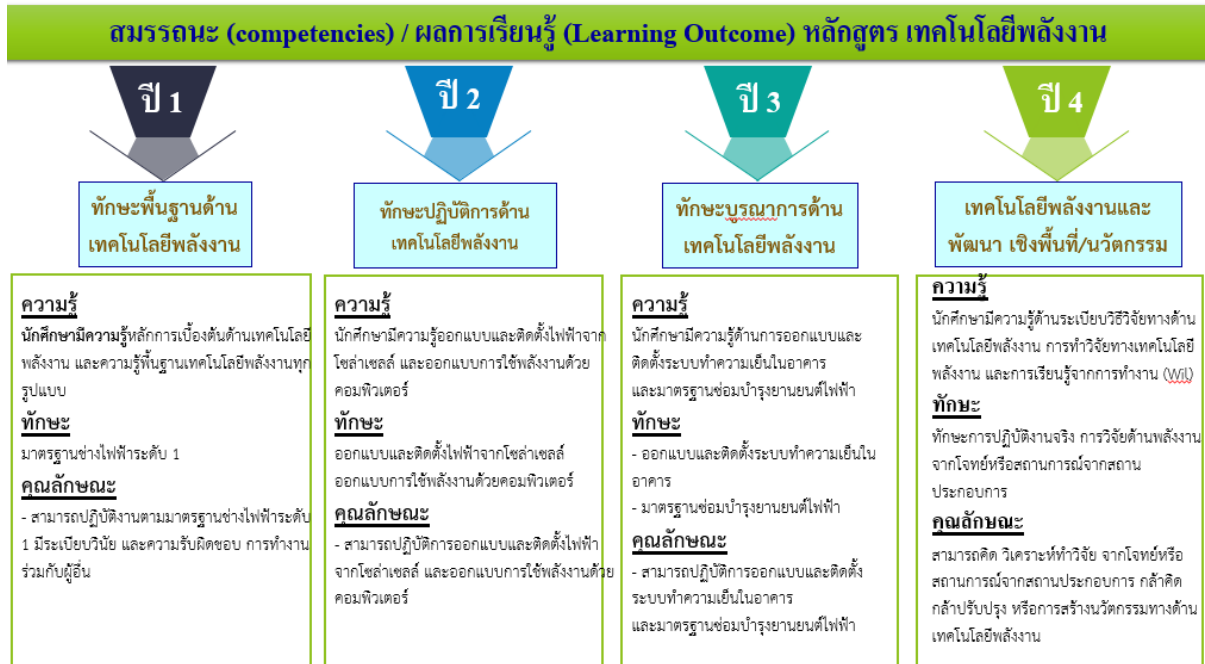 สมรรถนะ (competencies) / ผลการเรียนรู้ (Learning Outcome) หลักสูตร เทคโนโลยีพลังงาน
ปี 1
ทักษะพื้นฐานด้าน
เทคโนโลยีพลังงาน
ความรู้
นักศึกษามีความรู้หลักการเบื้องต้นด้านเทคโนโลยี
พลังงาน และความรู้พื้นฐานเทคโนโลยีพลังงานทุก
รูปแบบ
ทักษะ
มาตรฐานช่างไฟฟ้าระดับ 1
คุณลักษณะ
- สามารถปฏิบัติงานตามมาตรฐานช่างไฟฟ้าระดับ
1 มีระเบียบวินัย และความรับผิดชอบ การทำงาน
ร่วมกับผู้อื่น
ปี 2
ทักษะปฏิบัติการด้าน
เทคโนโลยีพลังงาน
ความรู้
นักศึกษามีความรู้ออกแบบและติดตั้งไฟฟ้าจาก
โซล่าเซลล์ และออกแบบการใช้พลังงานด้วย
คอมพิวเตอร์
ทักษะ
ออกแบบและติดตั้งไฟฟ้าจากโซล่าเซลล์
ออกแบบการใช้พลังงานด้วยคอมพิวเตอร์
คุณลักษณะ
- สามารถปฏิบัติการออกแบบและติดตั้งไฟฟ้า
จากโซล่าเซลล์ และออกแบบการใช้พลังงานด้วย
คอมพิวเตอร์
ปี 3
ทักษะบูรณาการด้าน
เทคโนโลยีพลังงาน
ความรู้
นักศึกษามีความรู้ด้านการออกแบบและ
ติดตั้งระบบทำความเย็นในอาคาร
และมาตรฐานซ่อมบำรุงยานยนต์ไฟฟ้า
ทักษะ
- ออกแบบและติดตั้งระบบทำความเย็นใน
อาคาร
- มาตรฐานซ่อมบำรุงยานยนต์ไฟฟ้า
คุณลักษณะ
- สามารถปฏิบัติการออกแบบและติดตั้ง
ระบบทำความเย็นในอาคาร
และมาตรฐานซ่อมบำรุงยานยนต์ไฟฟ้า
ปี 4
เทคโนโลยีพลังงานและ
พัฒนา เชิงพื้นที่/นวัตกรรม
ความรู้
นักศึกษามีความรู้ด้านระเบียบวิธีวิจัยทางด้าน
เทคโนโลยีพลังงาน การทำวิจัยทางเทคโนโลยี
พลังงาน และการเรียนรู้จากการทำงาน (Wil)
ทักษะ
ทักษะการปฏิบัติงานจริง การวิจัยด้านพลังงาน
จากโจทย์หรือสถานการณ์จากสถาน
ประกอบการ
คุณลักษณะ
สามารถคิด วิเคราะห์ทำวิจัย จากโจทย์หรือ
สถานการณ์จากสถานประกอบการ กล้าคิด
กล้าปรับปรุง หรือการสร้างนวัตกรรมทางด้าน
เทคโนโลยีพลังงาน